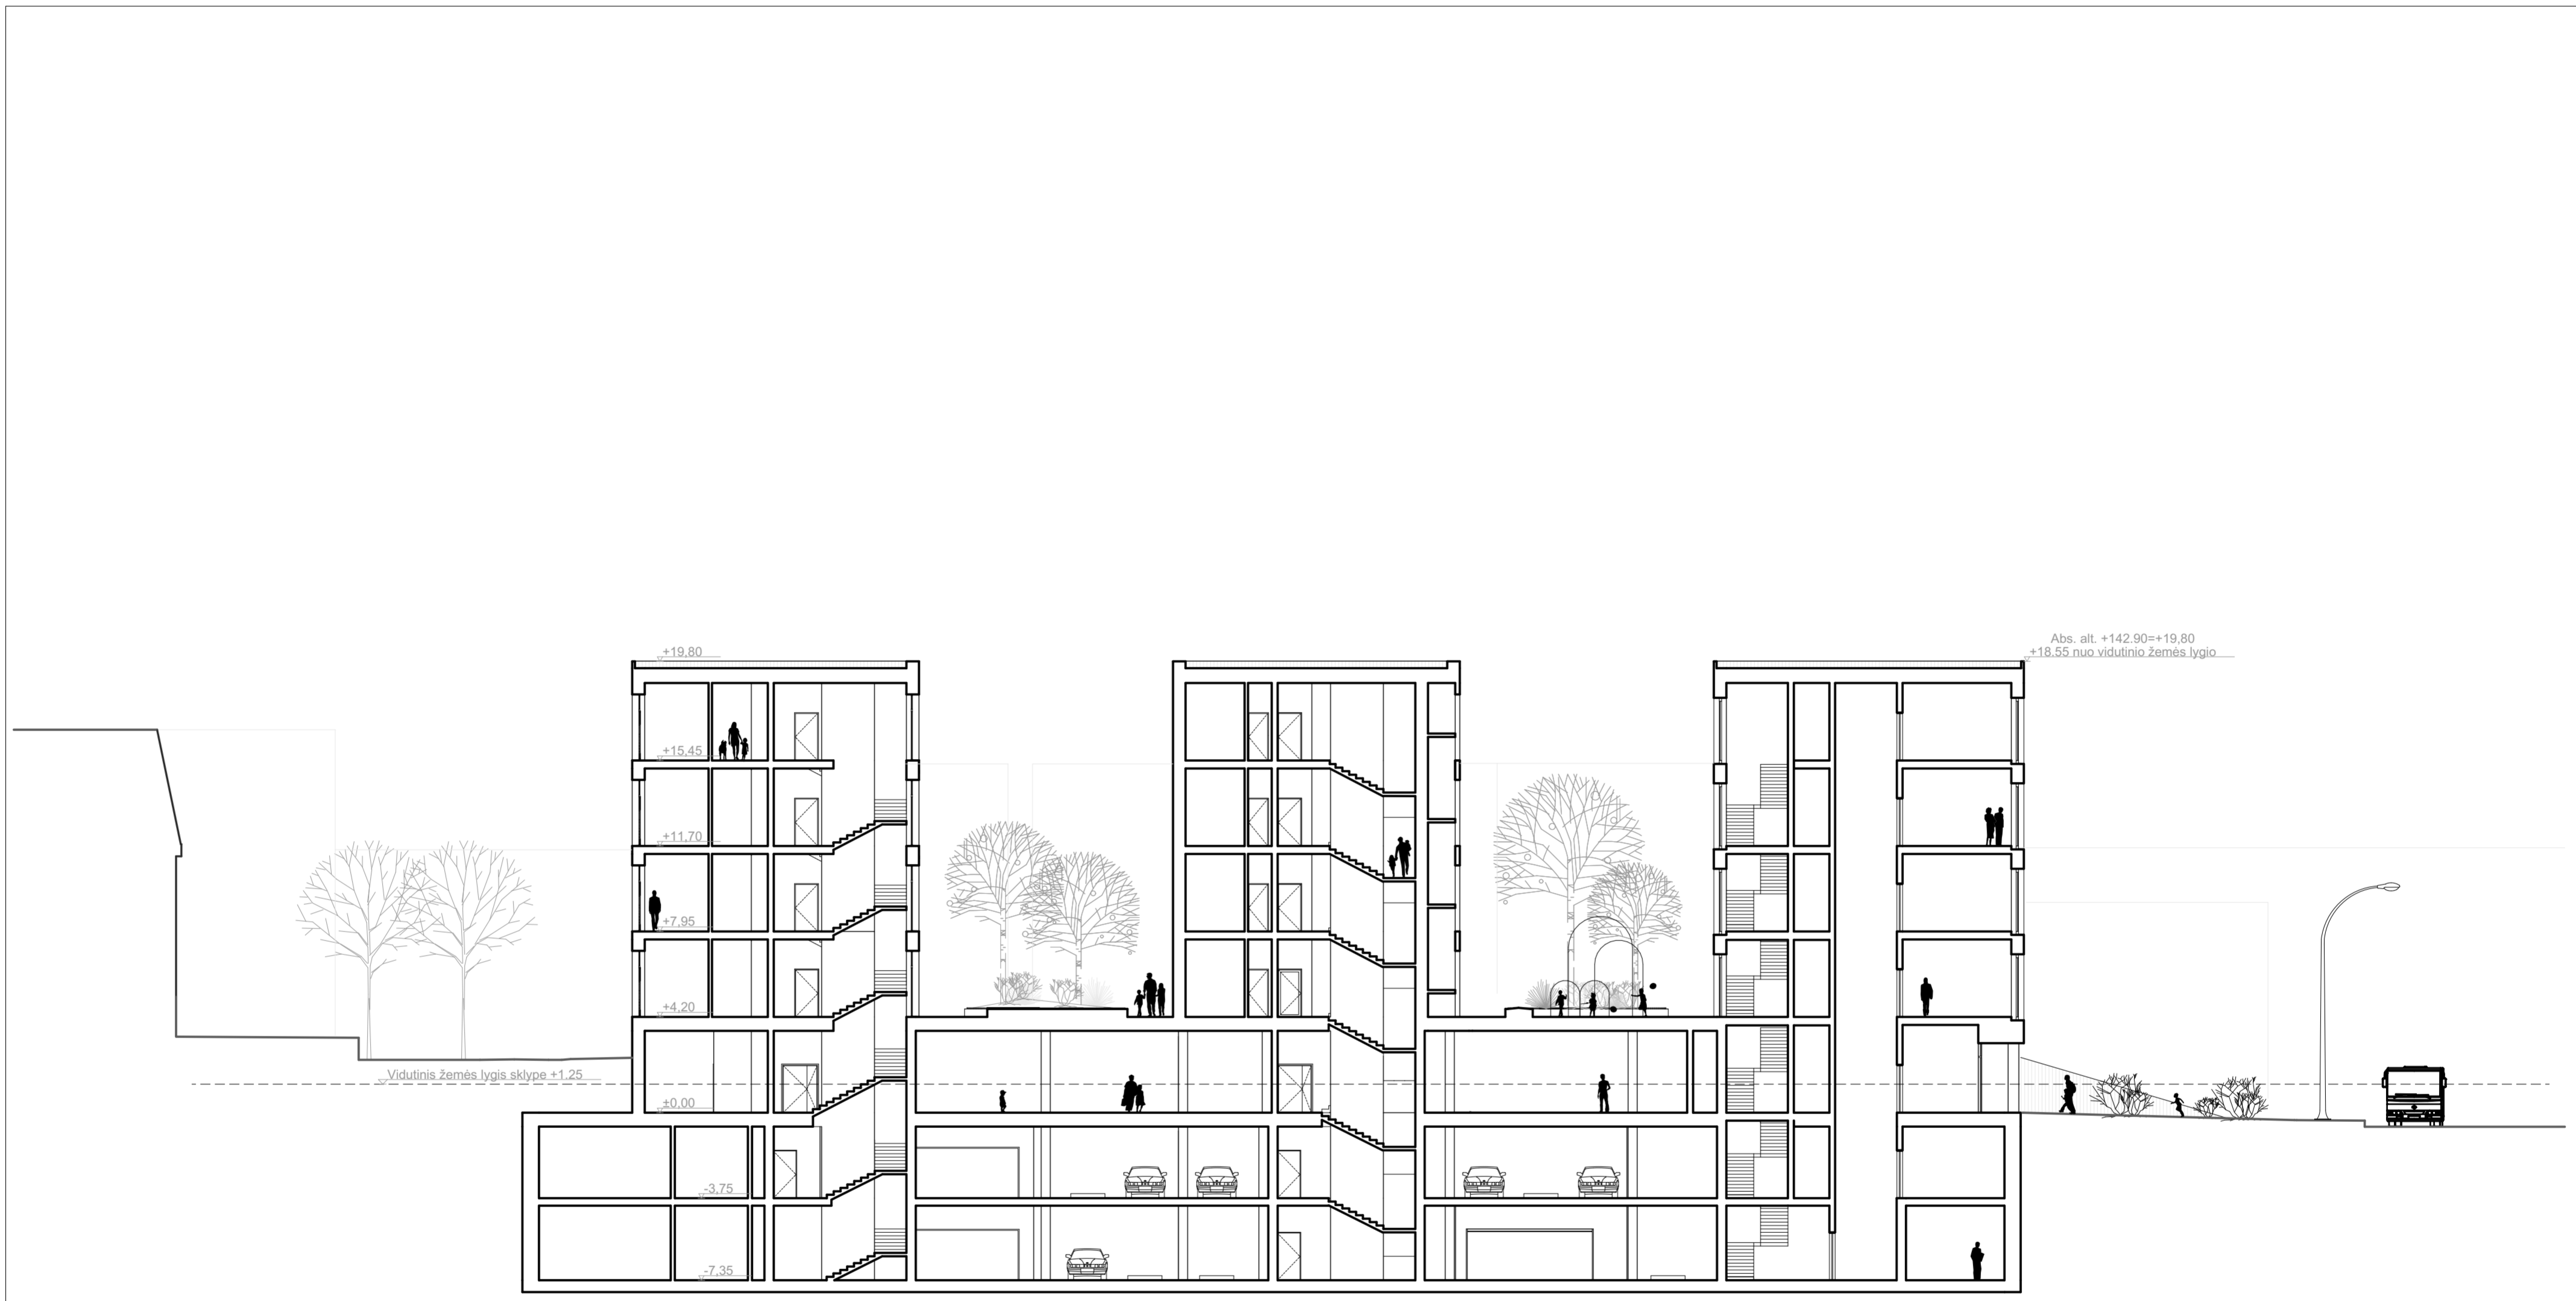 Abs. alt. +142.90=+19,80
+18.55 nuo vidutinio žemės lygio
+19,80
+15,45
+11,70
+7,95
+4,20
Vidutinis žemės lygis sklype +1.25
±0,00
-3,75
-7,35